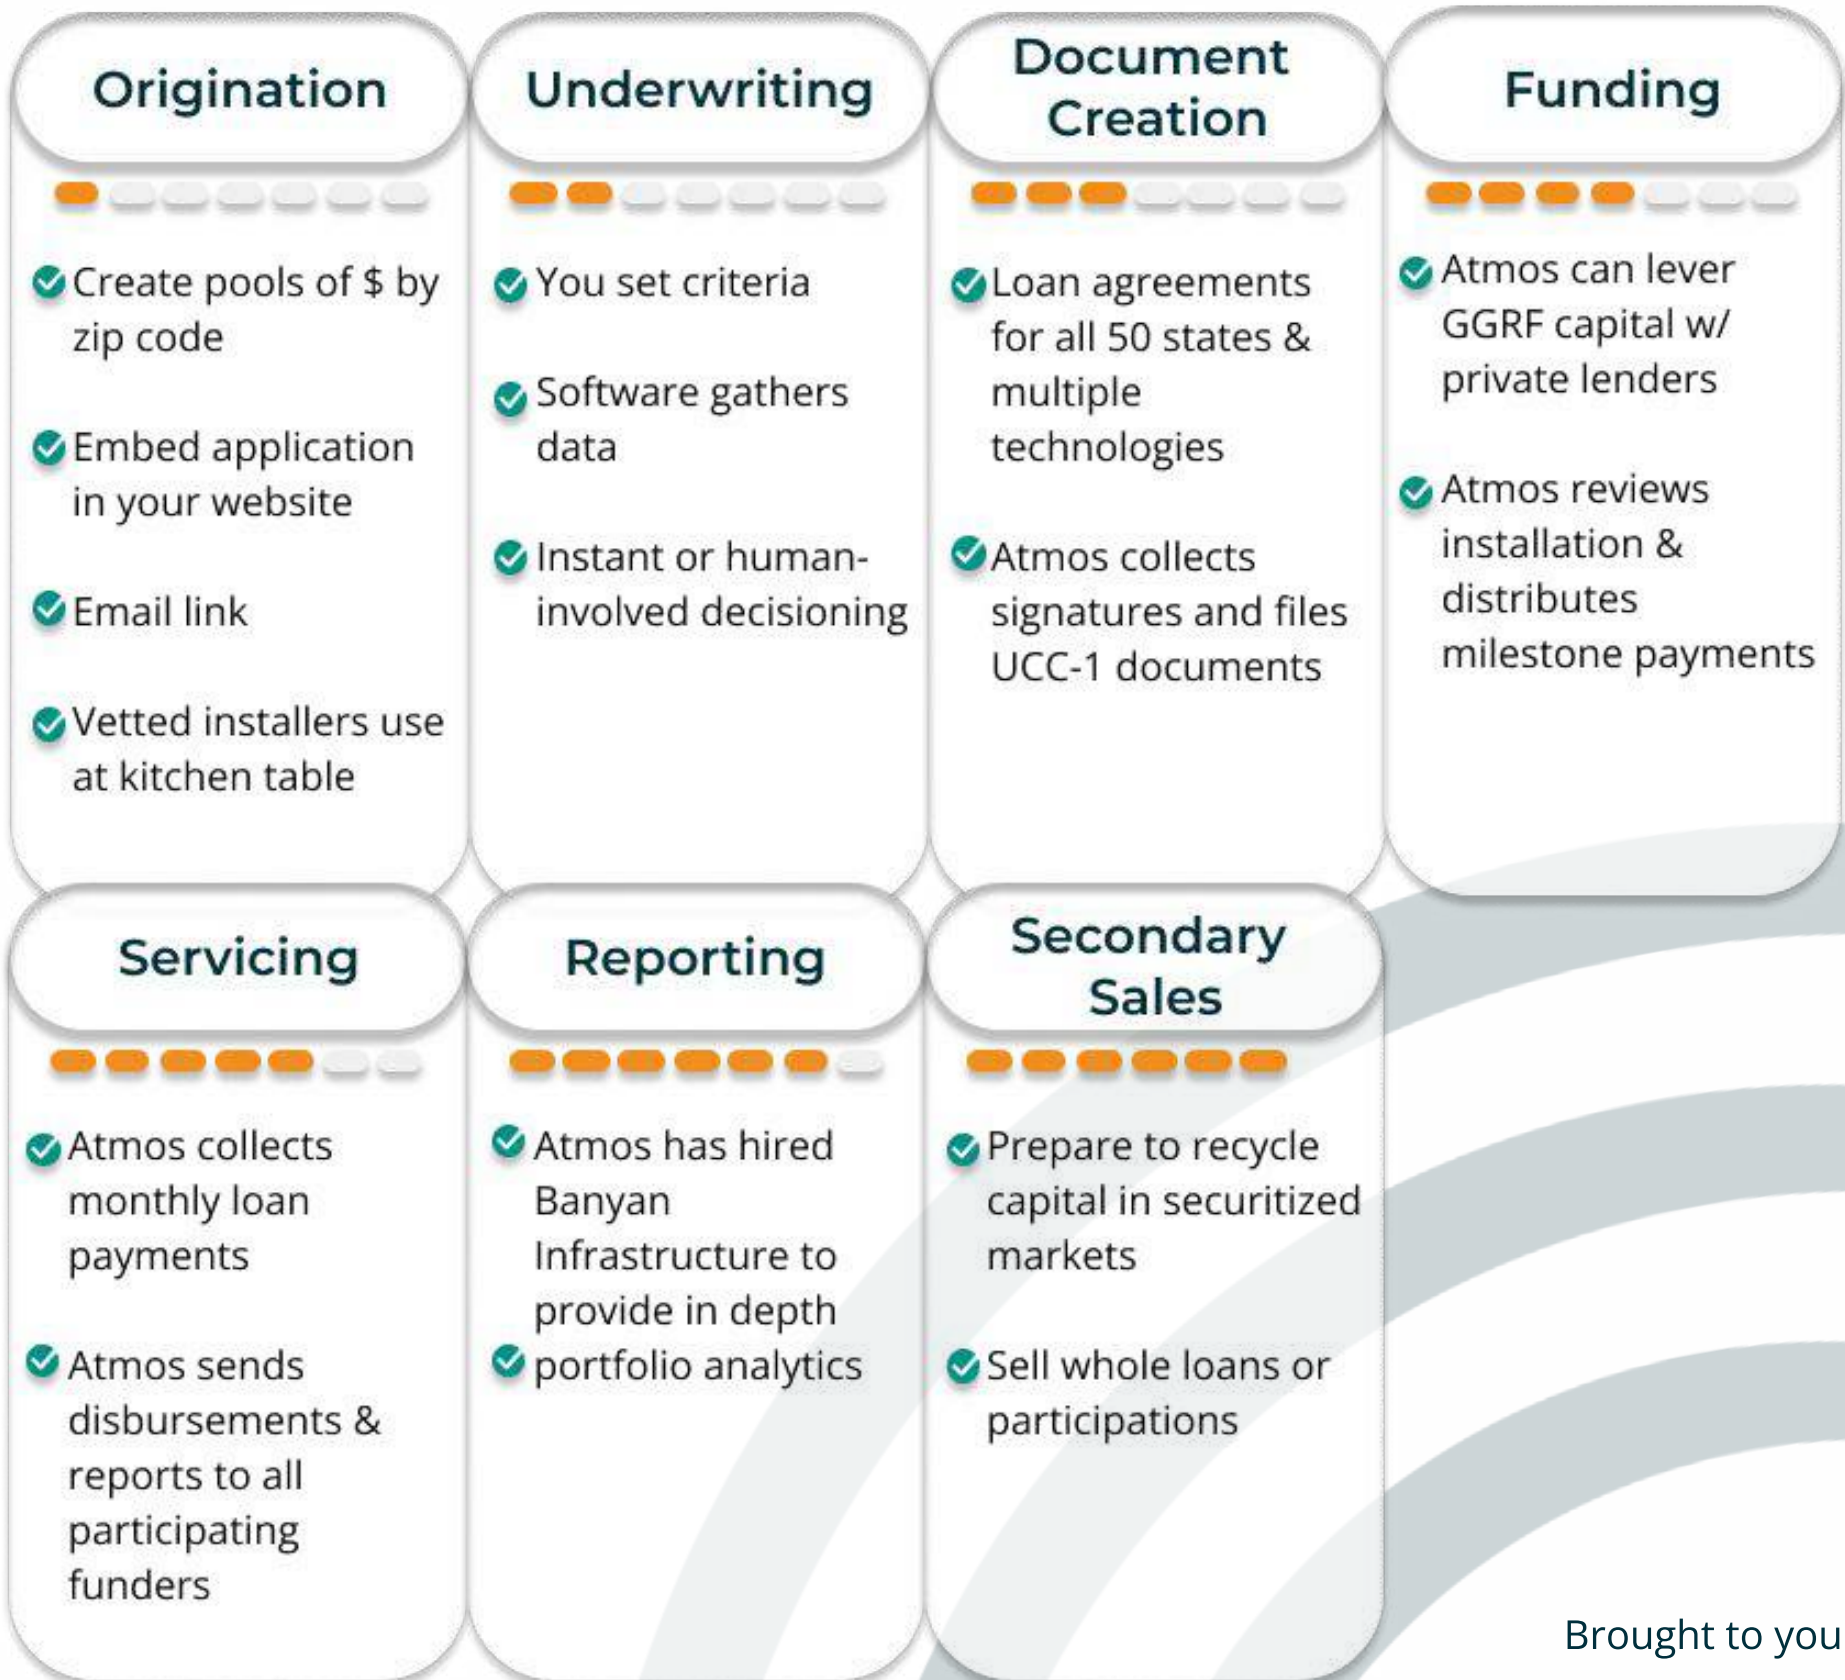 Origination
Create pools of $ by
zip code
Embed application
in your website
Email link
Vetted installers use
at kitchen table
Underwriting
You set criteria
Software gathers
data
Instant or human-
involved decisioning
Document
Creation
Loan agreements
for all 50 states &
multiple
technologies
Atmos collects
signatures and files
UCC-1 documents
Funding
Atmos can lever
GGRF capital w/
private lenders
Atmos reviews
installation &
distributes
milestone payments
Servicing
Atmos collects
monthly loan
payments
Atmos sends
disbursements &
reports to all
participating
funders
Reporting
Atmos has hired
Banyan
Infrastructure to
provide in depth
portfolio analytics
Secondary
Sales
Prepare to recycle
capital in securitized
markets
Sell whole loans or
participations
Brought to you